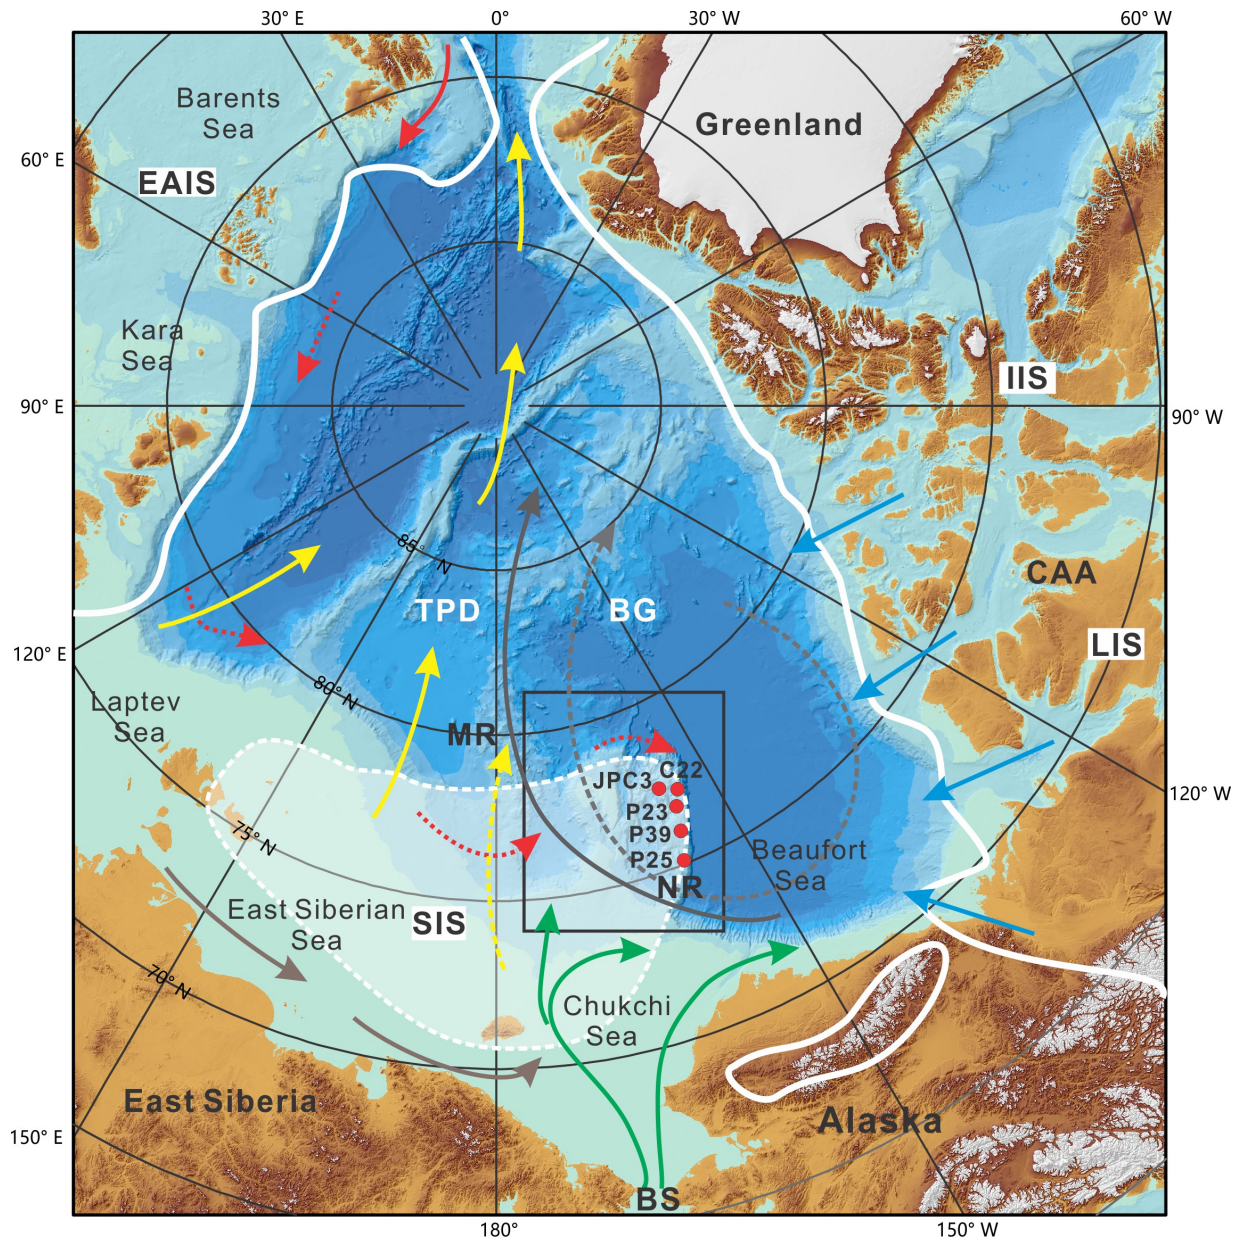 30° E
0°
30° W
60° W
Barents
Sea
Greenland
60° E
EAIS
Kara
Sea
IIS
90° E
90° W
85° N
CAA
TPD
BG
LIS
120° E
80° N
Laptev
Sea
MR
C22
JPC3
120° W
P23
75° N
P39
Beaufort
Sea
P25
NR
East Siberian
Sea
SIS
70° N
Chukchi
Sea
East Siberia
Alaska
150° E
BS
180°
150° W